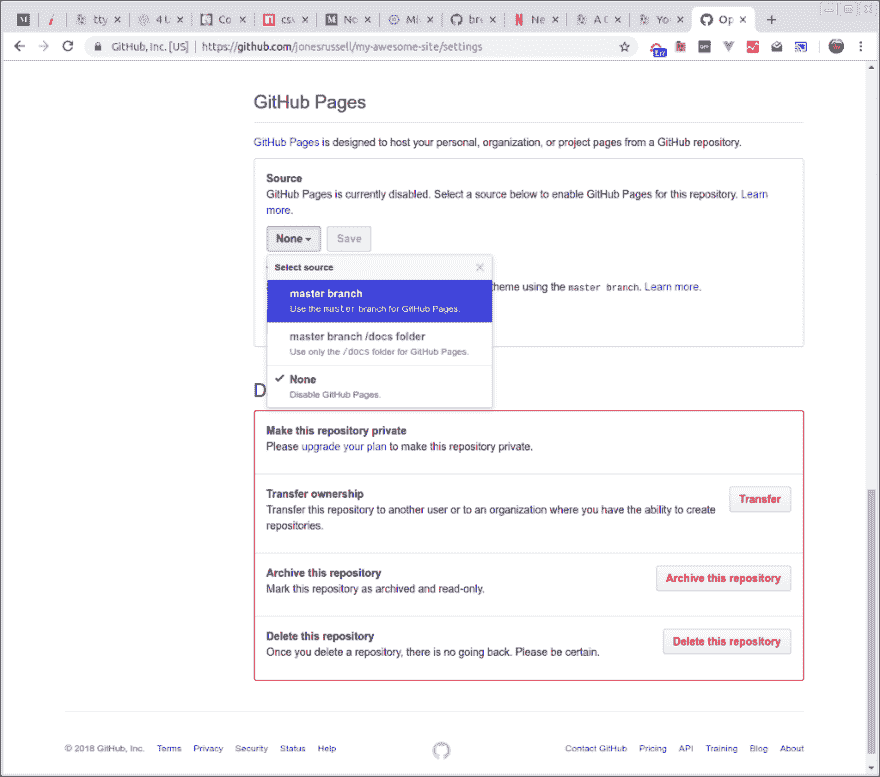 tty
4 U
Co
csv
No
Mi
bre
Ne
A D
Yo
Op
GitHub, Inc. [US] | https://github.com/jonesrussell/my-awesome-site/settings
GitHub Pages
GitHub Pages is designed to host your personal, organization, or project pages from a GitHub repository.
Source
GitHub Pages is currently disabled. Select a source below to enable GitHub Pages for this repository. Learn
more.
None
Save
Select source
master branch
Use the master branch for GitHub Pages.
heme using the master branch. Learn more.
master branch /docs folder
Use only the /docs folder for GitHub Pages.
None
Disable GitHub Pages.
D
Make this repository private
Please upgrade your plan to make this repository private.
Transfer ownership
Transfer this repository to another user or to an organization where you have the ability to create
repositories.
Transfer
Archive this repository
Mark this repository as archived and read-only.
Archive this repository
Delete this repository
Once you delete a repository, there is no going back. Please be certain.
Delete this repository
© 2018 GitHub, Inc. Terms Privacy Security Status Help
Contact GitHub Pricing API Training Blog About